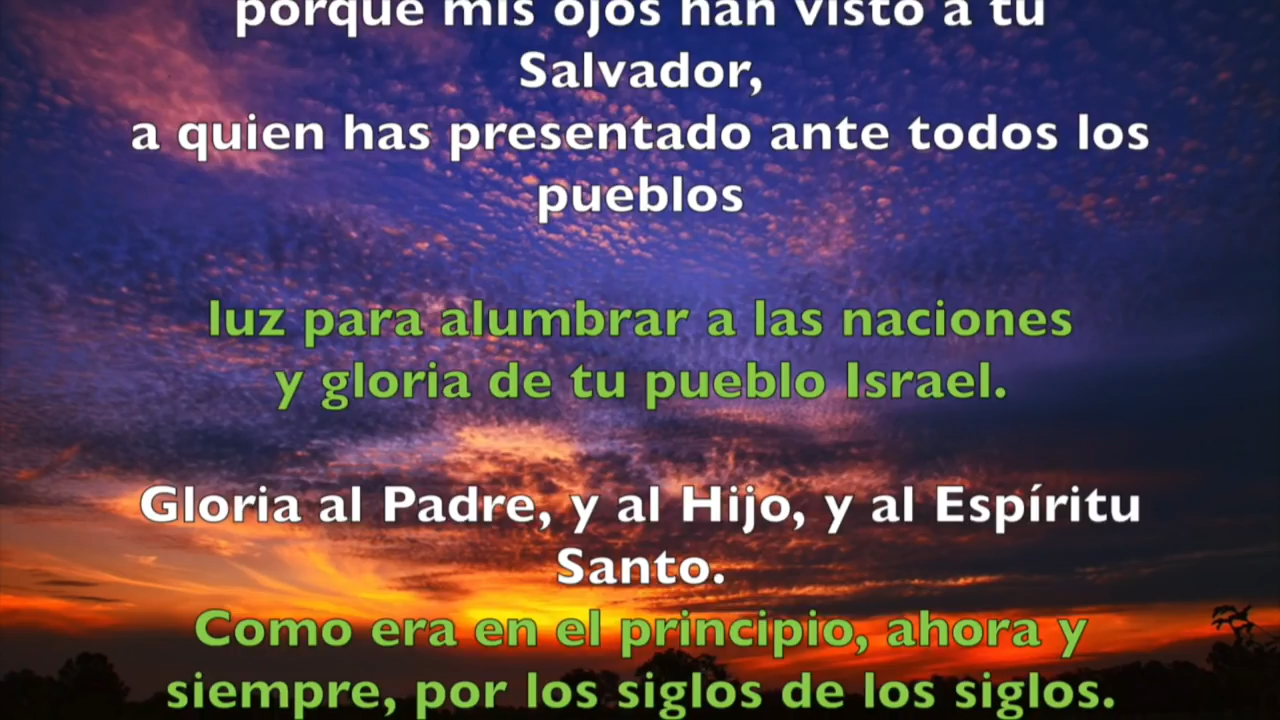 porque mis ojos han visto a tu
Salvador,
a quien has presentado ante todos los
pueblos
luz para alumbrar a las naciones
y gloria de tu pueblo Israel.
Gloria al Padre, y al Hijo, y al Espíritu
Santo.
Como era en el principio, ahora y
siempre, por los siglos de los siglos.